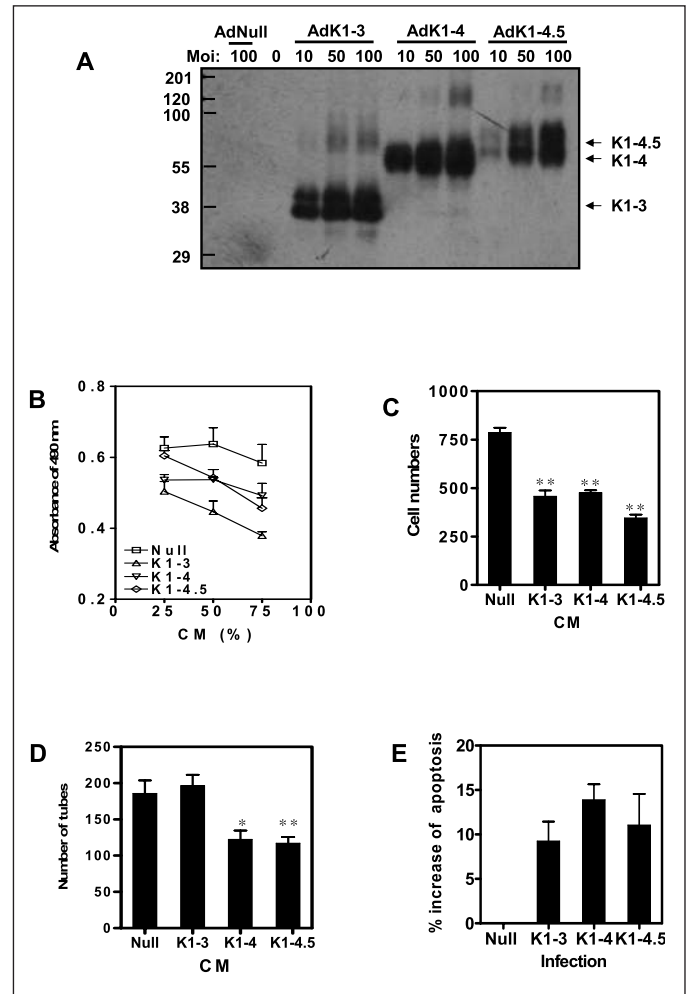 A
AdNull AdK1-3 AdK1-4 AdK1-4.5
Moi: 100 0 10 50 100 10 50 100 10 50 100
201
120
100
55
38
29
K1-4.5
K1-4
K1-3
B
Absorbance of 490nm
0.8
0.6
0.4
0.2
Null
K1-3
K1-4
K1-4.5
0 25 50 75 100
CM (%)
C
Cell numbers
1000
750
500
250
0
** ** **
Null K1-3 K1-4 K1-4.5
CM
D
Number of tubes
250
200
150
100
50
0
* **
Null K1-3 K1-4 K1-4.5
CM
E
% increase of apoptosis
20
15
10
5
0
Null K1-3 K1-4 K1-4.5
Infection